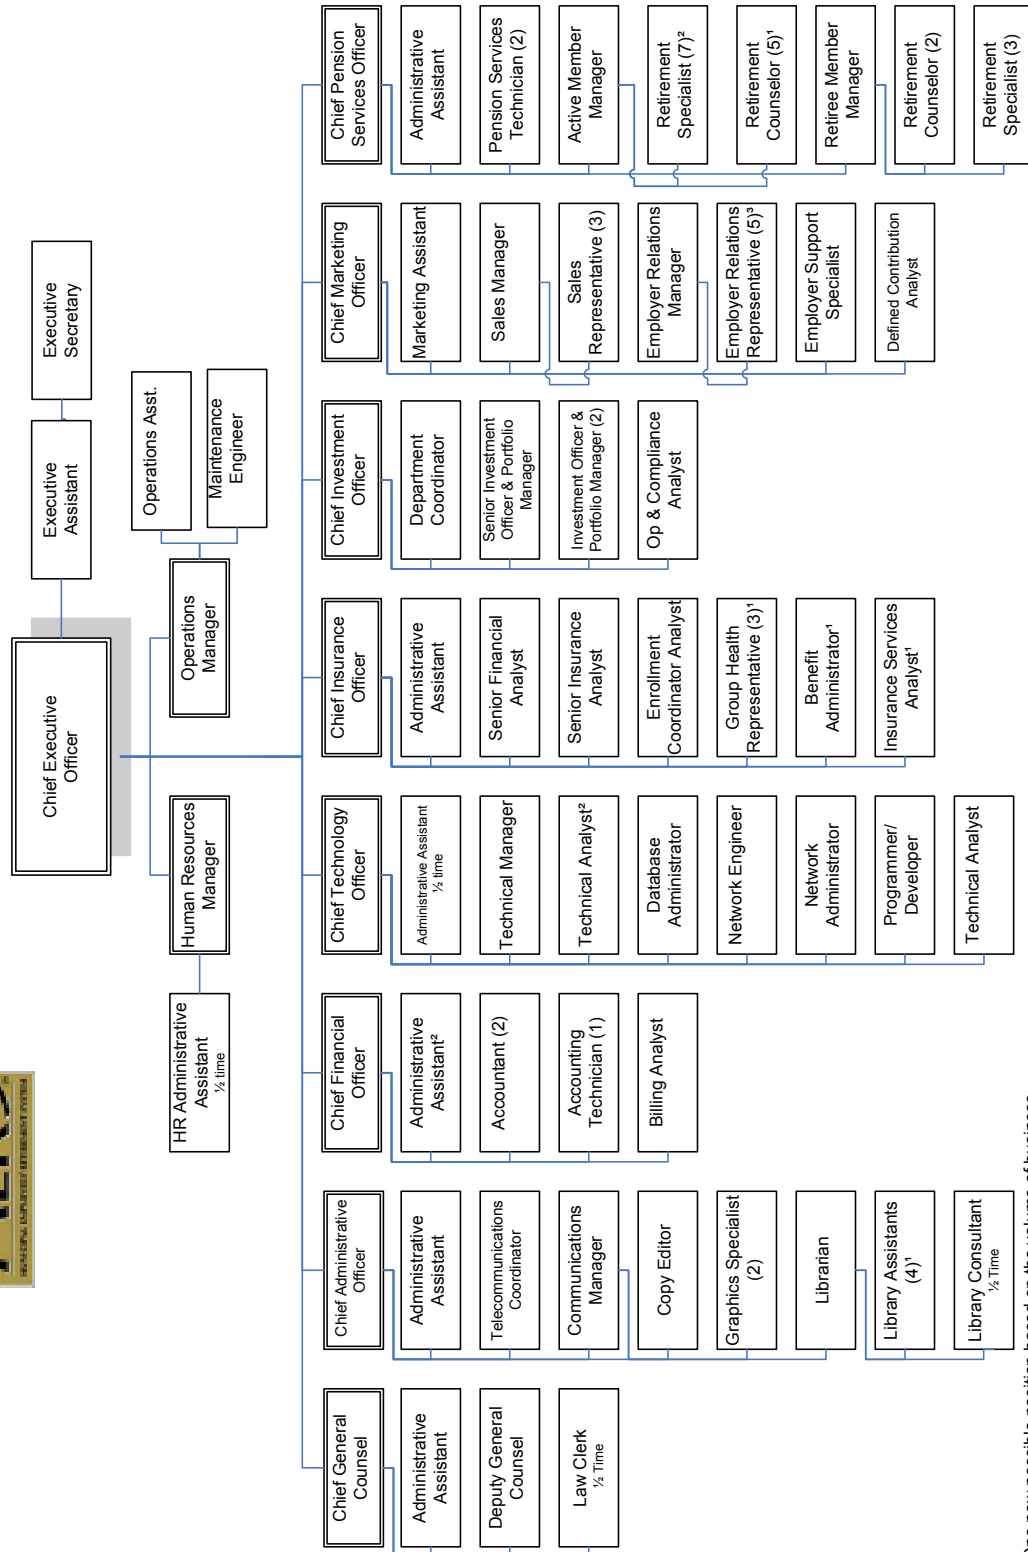 Chief Executive
Officer
Executive
Assistant
Executive
Secretary
Human Resources
Manager
HR Administrative
Assistant
½ time
Operations
Manager
Operations Asst.
Maintenance
Engineer
Chief General
Counsel
Administrative
Assistant
Deputy General
Counsel
Law Clerk
½ Time
Chief Administrative
Officer
Administrative
Assistant
Telecommunications
Coordinator
Communications
Manager
Copy Editor
Graphics Specialist
(2)
Librarian
Library Assistants
(4)¹
Library Consultant
½ Time
Chief Financial
Officer
Administrative
Assistant²
Accountant (2)
Accounting
Technician (1)
Billing Analyst
Chief Technology
Officer
Administrative Assistant
½ time
Technical Manager
Technical Analyst²
Database
Administrator
Network Engineer
Network
Administrator
Programmer/
Developer
Technical Analyst
Chief Insurance
Officer
Administrative
Assistant
Senior Financial
Analyst
Senior Insurance
Analyst
Enrollment
Coordinator Analyst
Group Health
Representative (3)¹
Benefit
Administrator¹
Insurance Services
Analyst¹
Chief Investment
Officer
Department
Coordinator
Senior Investment
Officer & Portfolio
Manager
Investment Officer &
Portfolio Manager (2)
Op & Compliance
Analyst
Chief Marketing
Officer
Marketing Assistant
Sales Manager
Sales
Representative (3)
Employer Relations
Manager
Employer Relations
Representative (5)³
Employer Support
Specialist
Defined Contribution
Analyst
Chief Pension
Services Officer
Administrative
Assistant
Pension Services
Technician (2)
Active Member
Manager
Retirement
Specialist (7)²
Retirement
Counselor (5)¹
Retiree Member
Manager
Retirement
Counselor (2)
Retirement
Specialist (3)
new possible position based on the volume of business